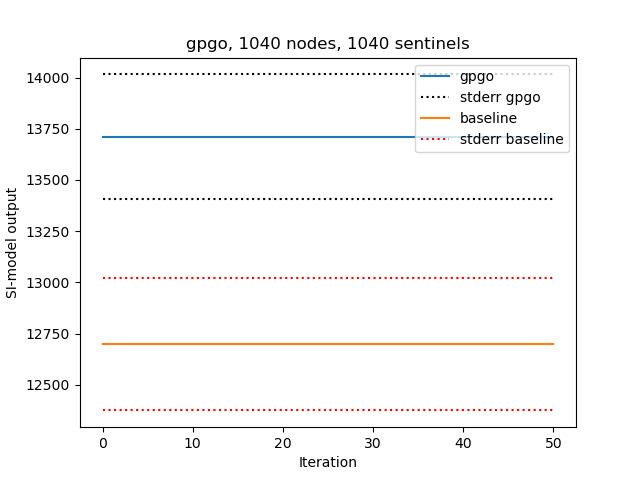 gpgo, 1040 nodes, 1040 sentinels
gpgo
stderr gpgo
baseline
stderr baseline
SI-model output
14000
13750
13500
13250
13000
12750
12500
0 10 20 30 40 50
Iteration